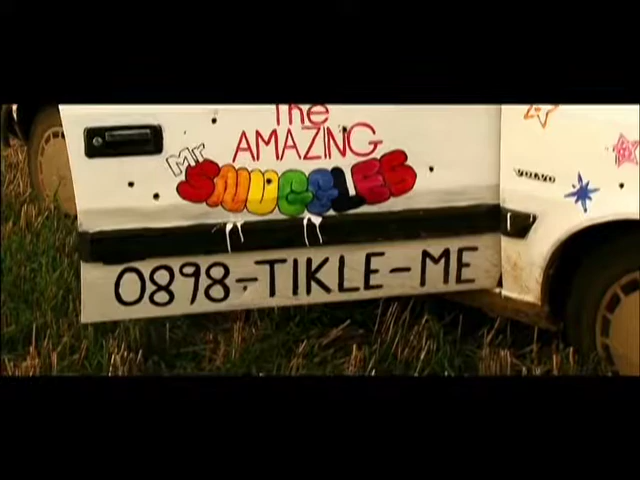 The
AMAZING
Mr
SNUGGLES
0898-TIKLE-ME
VOLVO